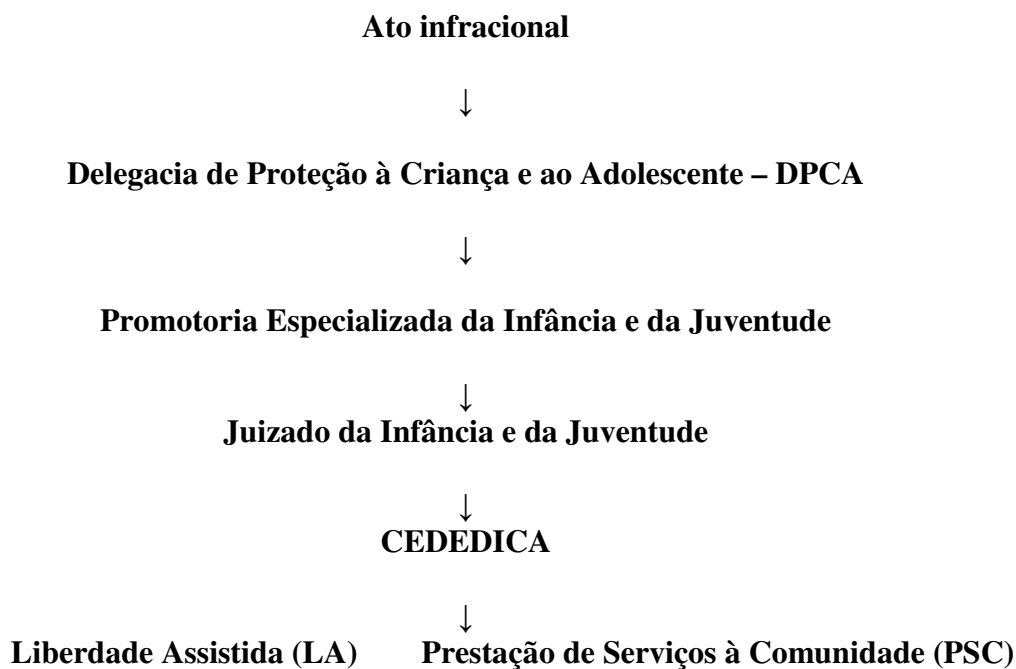 Ato infracional
↓
Delegacia de Proteção à Criança e ao Adolescente – DPCA
↓
Promotoria Especializada da Infância e da Juventude
↓
Juizado da Infância e da Juventude
↓
CEDEDICA
↓
Liberdade Assistida (LA) Prestação de Serviços à Comunidade (PSC)